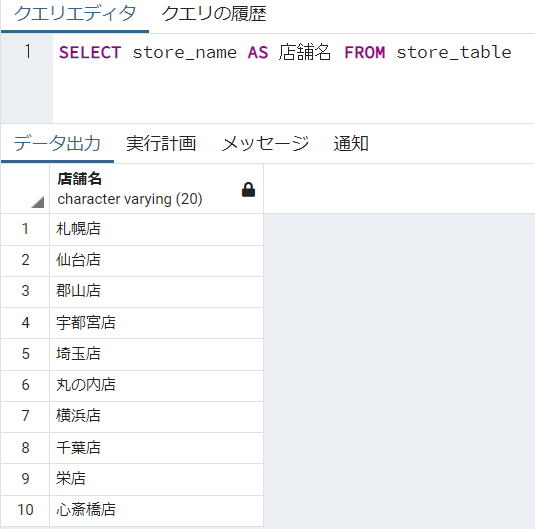 クエリエディタ クエリの履歴
1 SELECT store_name AS 店舗名 FROM store_table
データ出力 実行計画 メッセージ 通知
店舗名
character varying (20)
1 札幌店
2 仙台店
3 郡山店
4 宇都宮店
5 埼玉店
6 丸の内店
7 横浜店
8 千葉店
9 栄店
10 心斎橋店